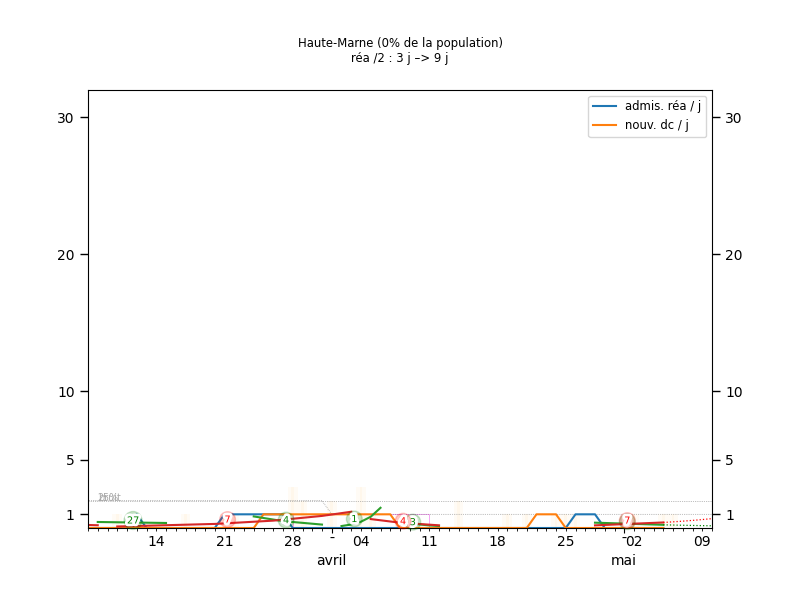 Haute-Marne (0% de la population)
réa /2 : 3 j –> 9 j
admis. réa / j
nouv. dc / j
30 30
20 20
10 10
5 5
1 1
27 7 4 1 4 3 7
14 21 28 04 11 18 25 02 09
avril mai